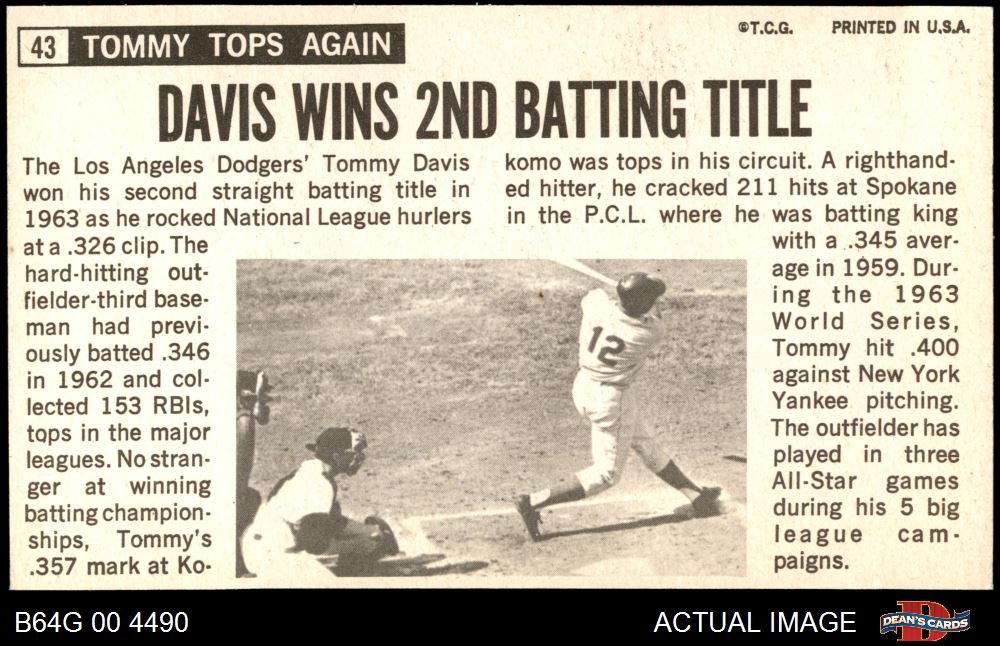 43 TOMMY TOPS AGAIN
©T.C.G. PRINTED IN U.S.A.
DAVIS WINS 2ND BATTING TITLE
The Los Angeles Dodgers' Tommy Davis
won his second straight batting title in
1963 as he rocked National League hurlers
at a .326 clip. The
hard-hitting out-
fielder-third base-
man had previ-
ously batted .346
in 1962 and col-
lected 153 RBIs,
tops in the major
leagues. No stran-
ger at winning
batting champion-
ships, Tommy's
.357 mark at Ko-
komo was tops in his circuit. A righthand-
ed hitter, he cracked 211 hits at Spokane
in the P.C.L. where he was batting king
with a .345 aver-
age in 1959. Dur-
ing the 1963
World Series,
Tommy hit .400
against New York
Yankee pitching.
The outfielder has
played in three
All-Star games
during his 5 big
league cam-
paigns.
12
B64G 00 4490
ACTUAL IMAGE
D
DEAN'S CARDS